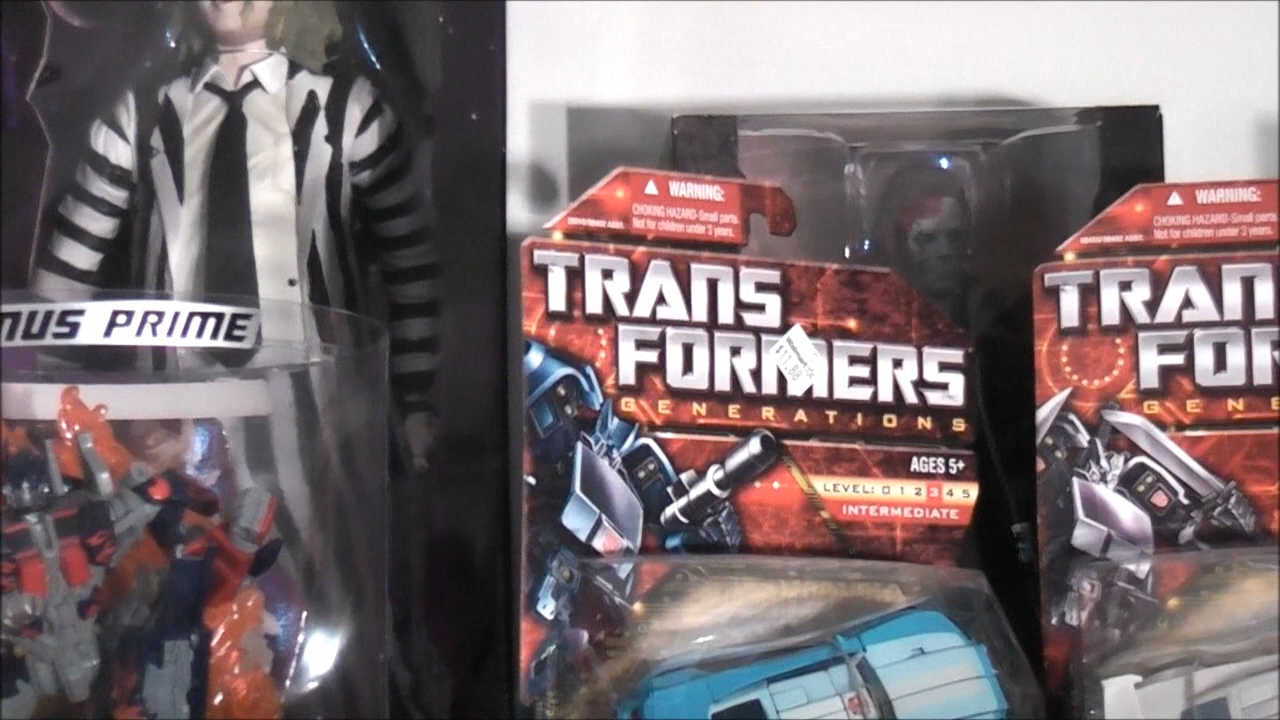 NUS PRIME
WARNING:
CHOKING HAZARD-Small parts.
Not for children under 3 years.
TRANS
FORMERS
GENERATIONS
AGES 5+
LEVEL: 0 1 2 3 4 5
INTERMEDIATE
WARNING:
CHOKING HAZARD-Small parts
Not for children under 3 years.
TRAN
FOR
GENE